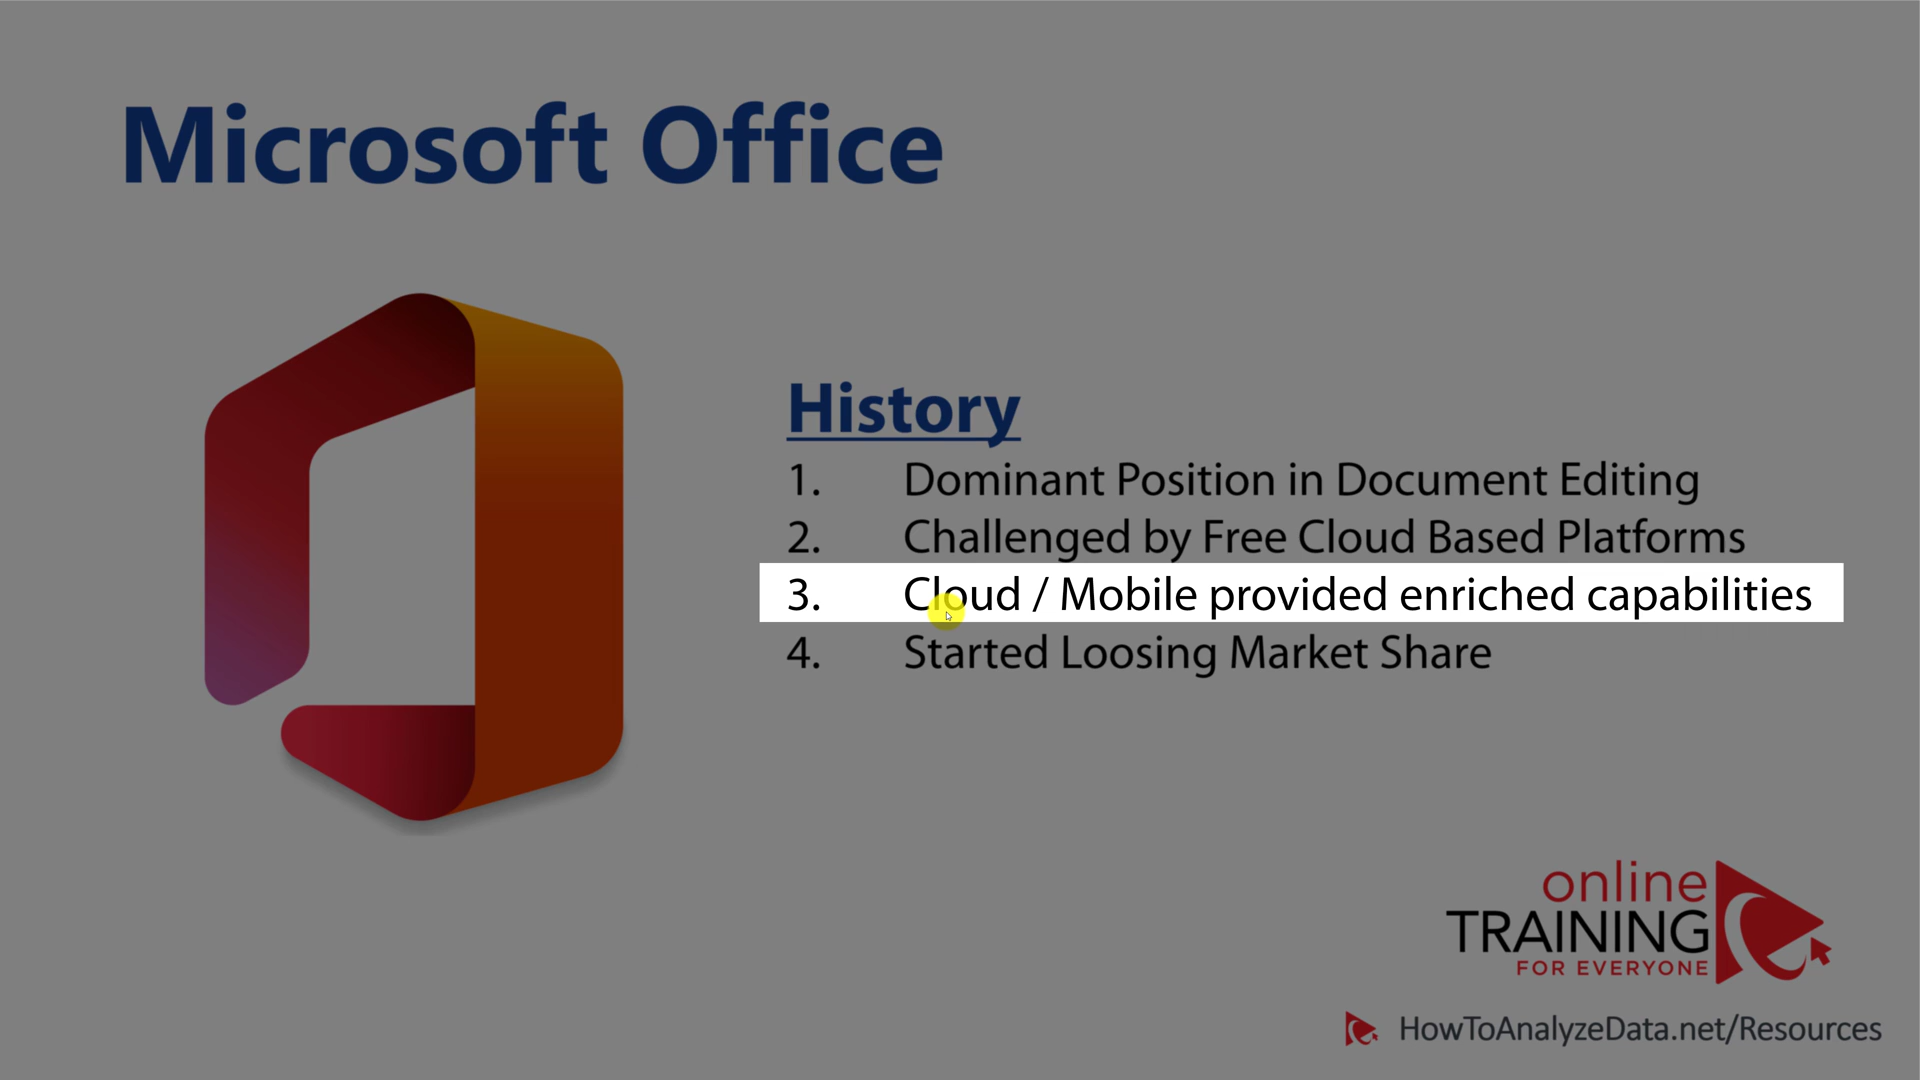 Microsoft Office
History
1. Dominant Position in Document Editing
2. Challenged by Free Cloud Based Platforms
3. Cloud / Mobile provided enriched capabilities
4. Started Loosing Market Share
online
TRAINING
FOR EVERYONE
HowToAnalyzeData.net/Resources